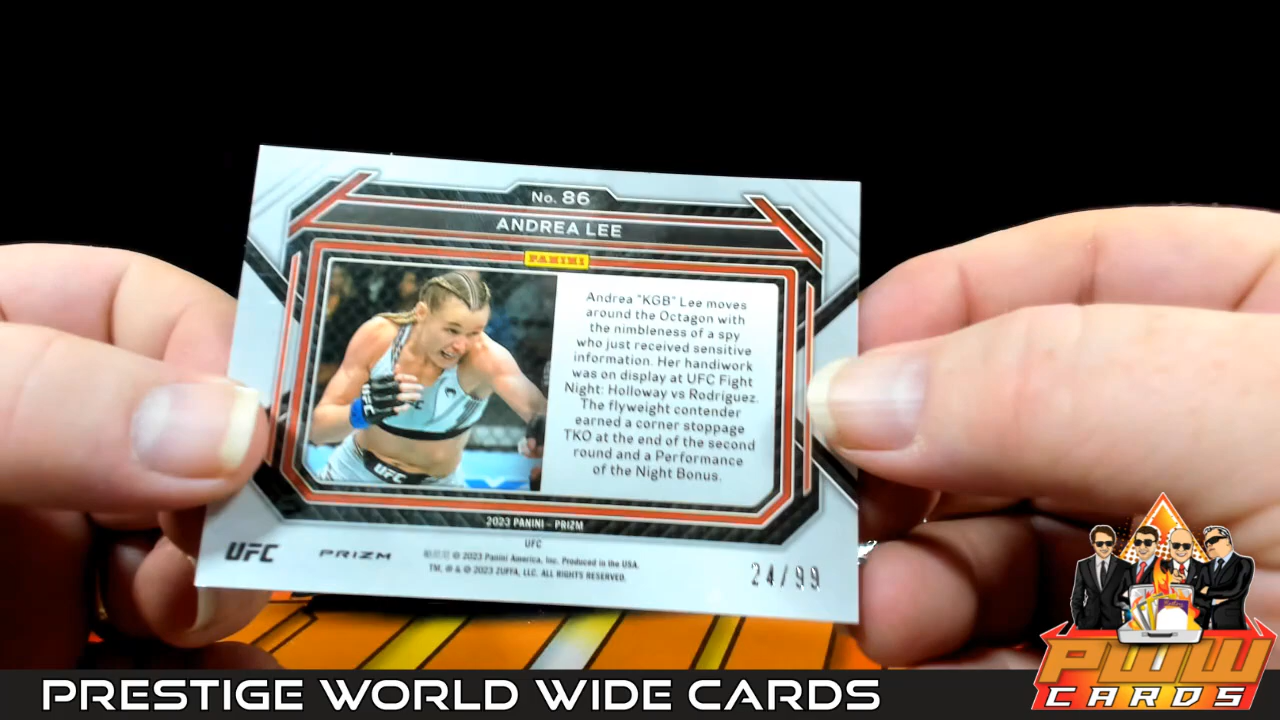 No. 86
ANDREA LEE
PANINI
Andrea "KGB" Lee moves
around the Octagon with
the nimbleness of a spy
who just received sensitive
information. Her handiwork
was on display at UFC Fight
Night: Holloway vs Rodriguez.
The flyweight contender
earned a corner stoppage
TKO at the end of the second
round and a Performance
of the Night Bonus.
UFC
UFC
2023 PANINI - PRIZM
UFC
UFC
PRIZM
© 2023 Panini America, Inc. Produced in the USA.
TM, ® & © 2023 ZUFFA, LLC. ALL RIGHTS RESERVED.
24/99
PWW
CARDS
PRESTIGE WORLD WIDE CARDS